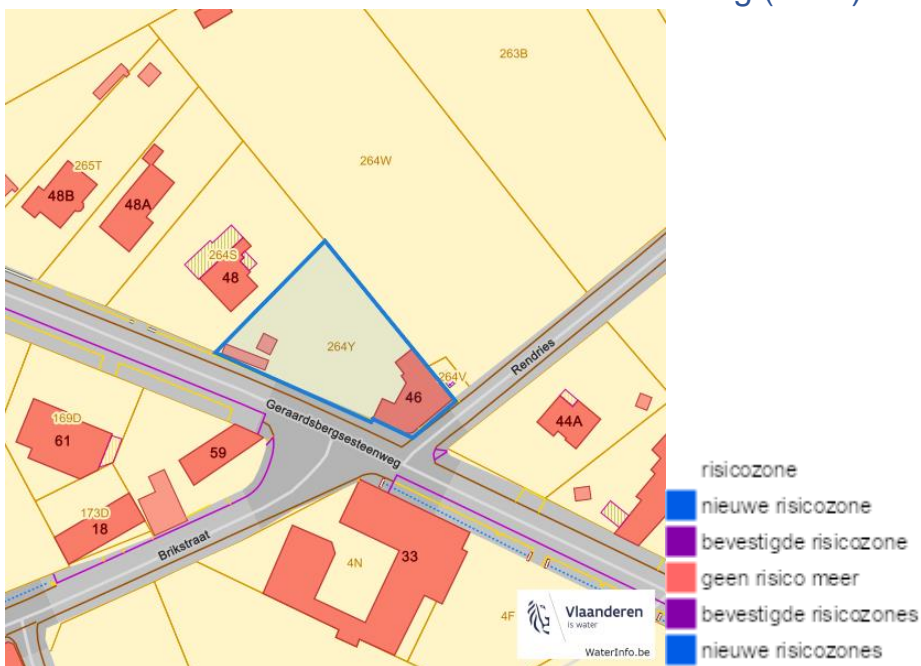 g (
263B
264W
265T
48B
48A
264S
48
264Y
Rendries
264V
46
44A
Geraardsbergsesteenweg
169D
61
59
173D
18
Brikstraat
33
4N
4F
Vlaanderen
is water
WaterInfo.be
risicozone
nieuwe risicozone
bevestigde risicozone
geen risico meer
bevestigde risicozones
nieuwe risicozones